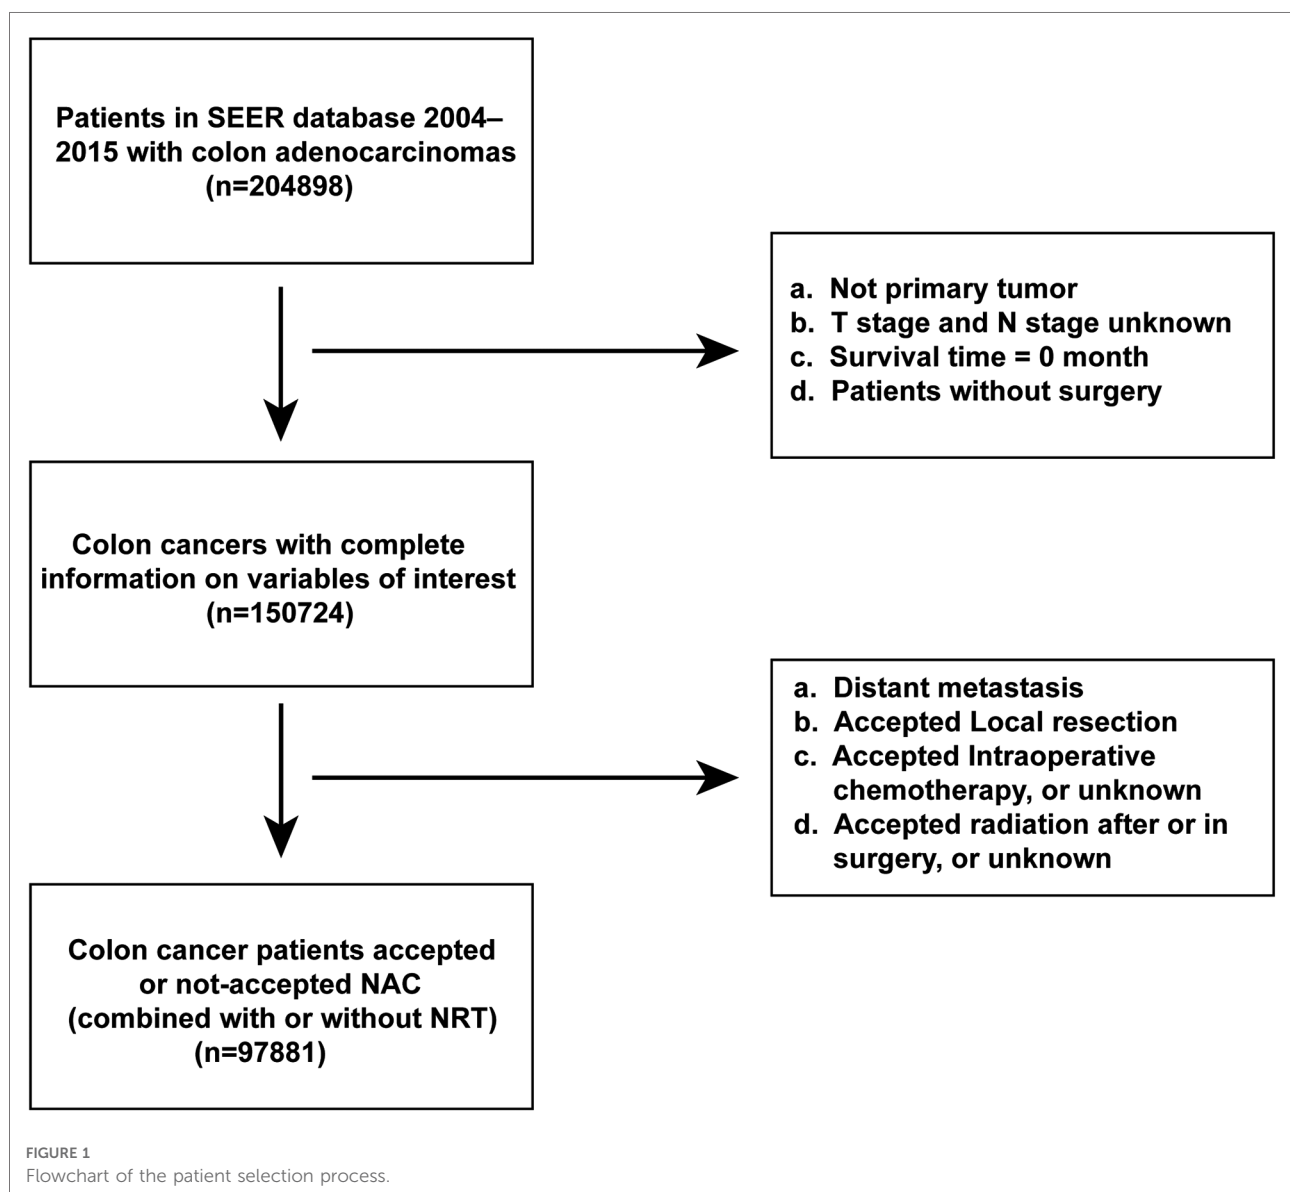 Patients in SEER database 2004–
2015 with colon adenocarcinomas
(n=204898)
a. Not primary tumor
b. T stage and N stage unknown
c. Survival time = 0 month
d. Patients without surgery
Colon cancers with complete
information on variables of interest
(n=150724)
a. Distant metastasis
b. Accepted Local resection
c. Accepted Intraoperative
chemotherapy, or unknown
d. Accepted radiation after or in
surgery, or unknown
Colon cancer patients accepted
or not-accepted NAC
(combined with or without NRT)
(n=97881)
FIGURE 1
Flowchart of the patient selection process.